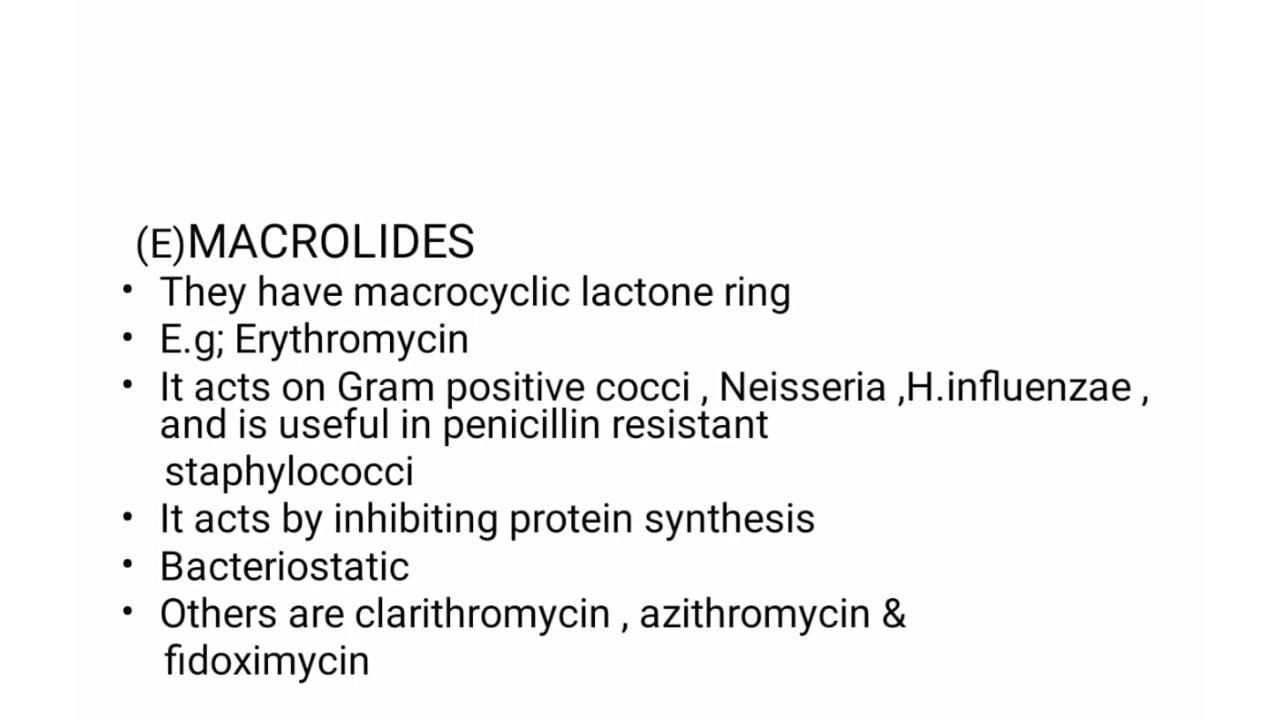 (E)MACROLIDES
• They have macrocyclic lactone ring
• E.g; Erythromycin
• It acts on Gram positive cocci , Neisseria ,H.influenzae ,
and is useful in penicillin resistant
staphylococci
• It acts by inhibiting protein synthesis
• Bacteriostatic
• Others are clarithromycin , azithromycin &
fidoximycin